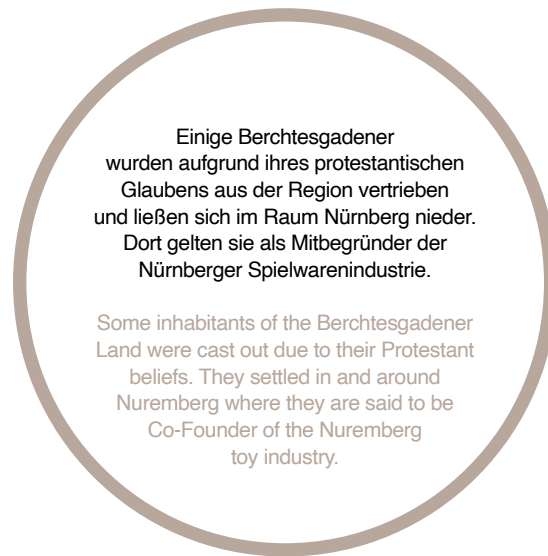 Einige Berchtesgadener
wurden aufgrund ihres protestantischen
Glaubens aus der Region vertrieben
und ließen sich im Raum Nürnberg nieder.
Dort gelten sie als Mitbegründer der
Nürnberger Spielwarenindustrie.
Some inhabitants of the Berchtesgadener
Land were cast out due to their Protestant
beliefs. They settled in and around
Nuremberg where they are said to be
Co-Founder of the Nuremberg
toy industry.